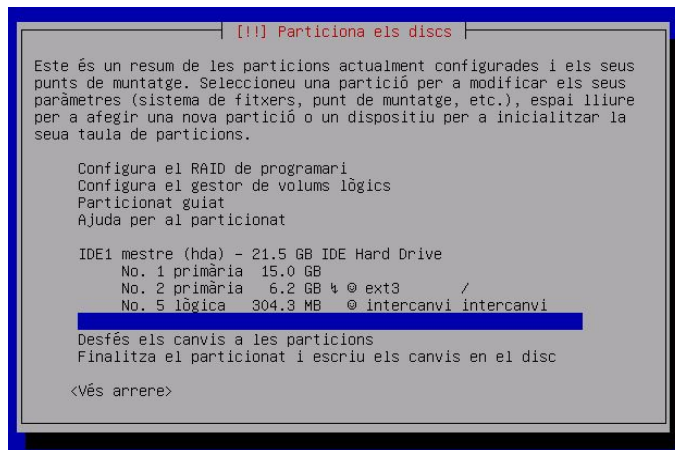 [!!] Particiona els discs
Este és un resum de les particions actualment configurades i els seus
punts de muntatge. Seleccioneu una partició per a modificar els seus
paràmetres (sistema de fitxers, punt de muntatge, etc.), espai lliure
per a afegir una nova partició o un dispositiu per a inicialitzar la
seua taula de particions.
Configura el RAID de programari
Configura el gestor de volums lògics
Particionat guiat
Ajuda per al particionat
IDE1 mestre (hda) - 21.5 GB IDE Hard Drive
No. 1 primària 15.0 GB
No. 2 primària 6.2 GB ↯ ☺ ext3 /
No. 5 lògica 304.3 MB ☺ intercanvi intercanvi
Desfés els canvis a les particions
Finalitza el particionat i escriu els canvis en el disc
<Vés arrere>